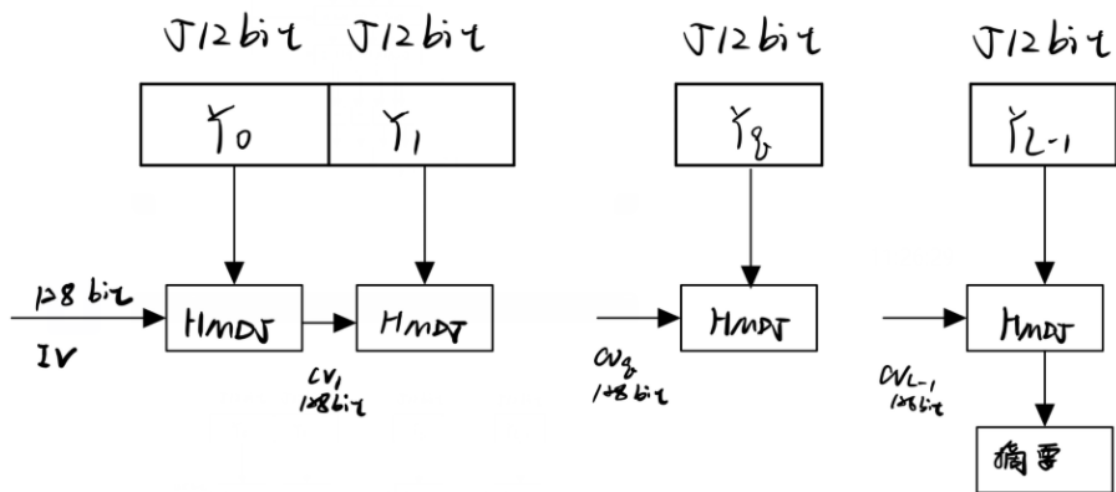 512bit 512bit 512bit 512bit
Y0 Y1 Yq YL-1
128 bit
HMD5 HMD5 HMD5 HMD5
IV
CV1
128bit
CVq
128bit
CVL-1
128bit
摘要